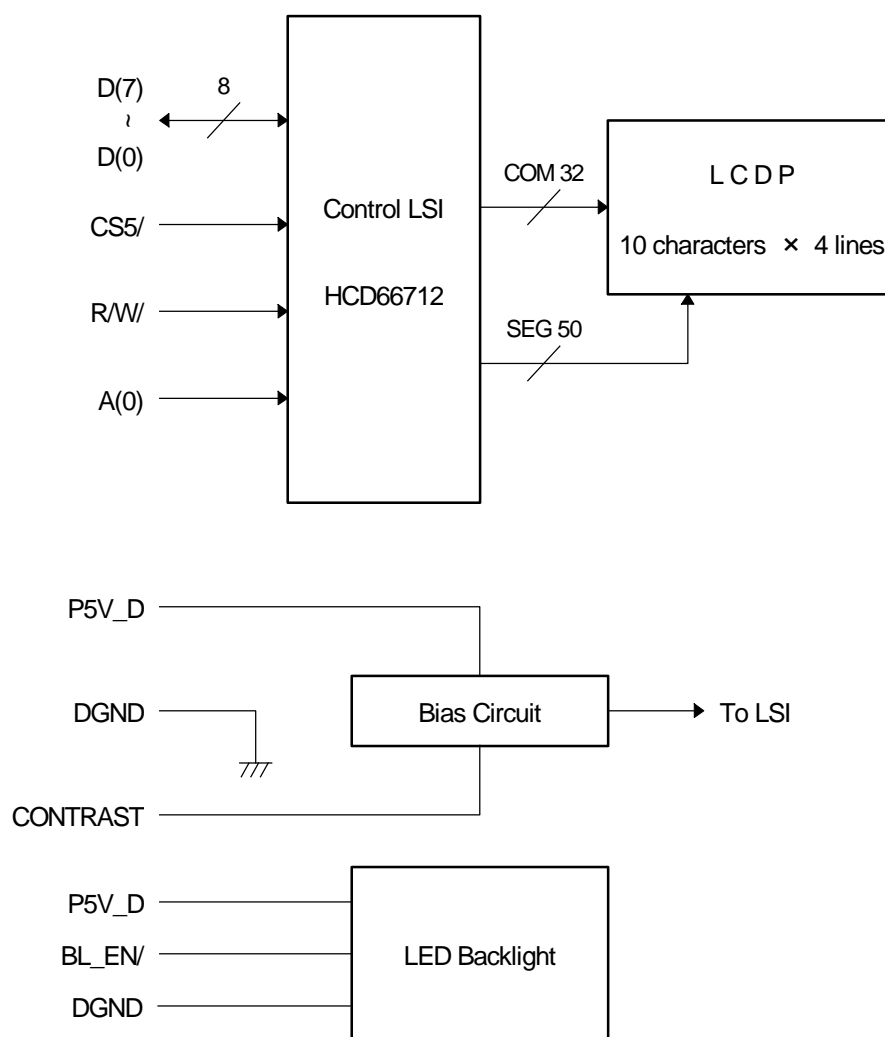 D(7)
~
D(0)
8
CS5/
R/W/
A(0)
Control LSI
HCD66712
COM 32
SEG 50
L C D P
10 characters × 4 lines
P5V_D
DGND
CONTRAST
Bias Circuit
To LSI
P5V_D
BL_EN/
DGND
LED Backlight